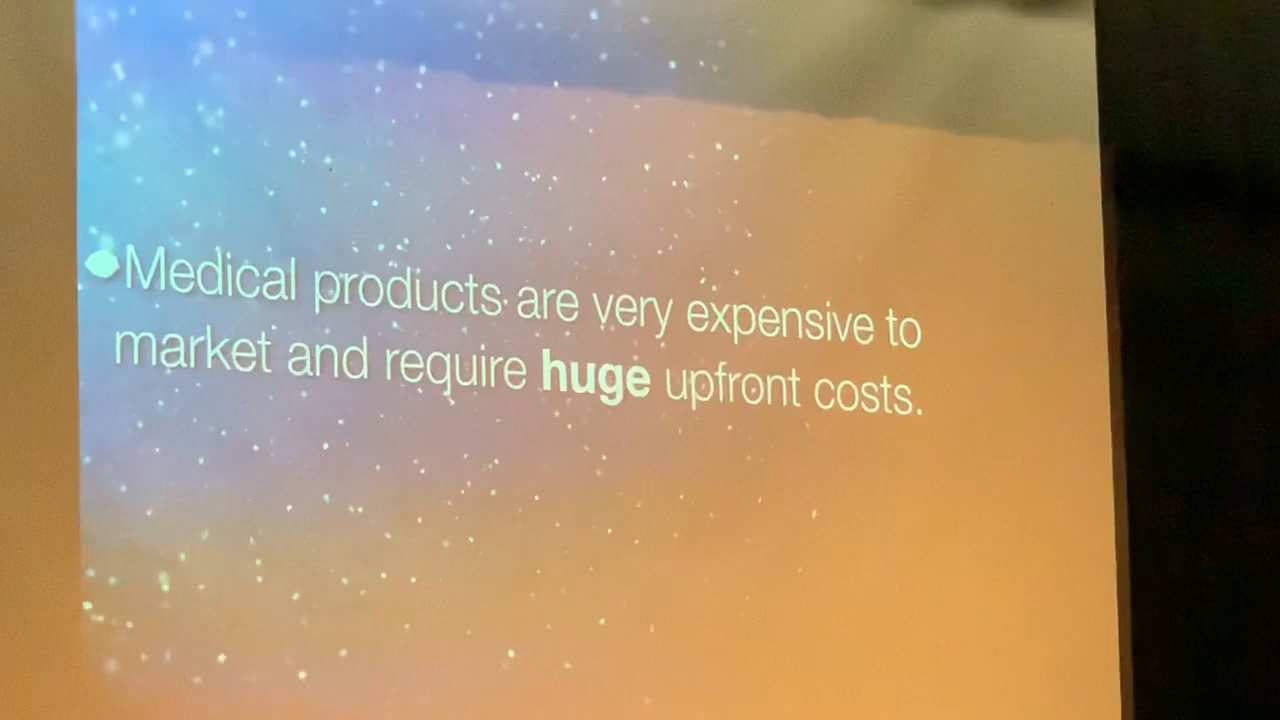 Medical products are very expensive to
market and require huge upfront costs.